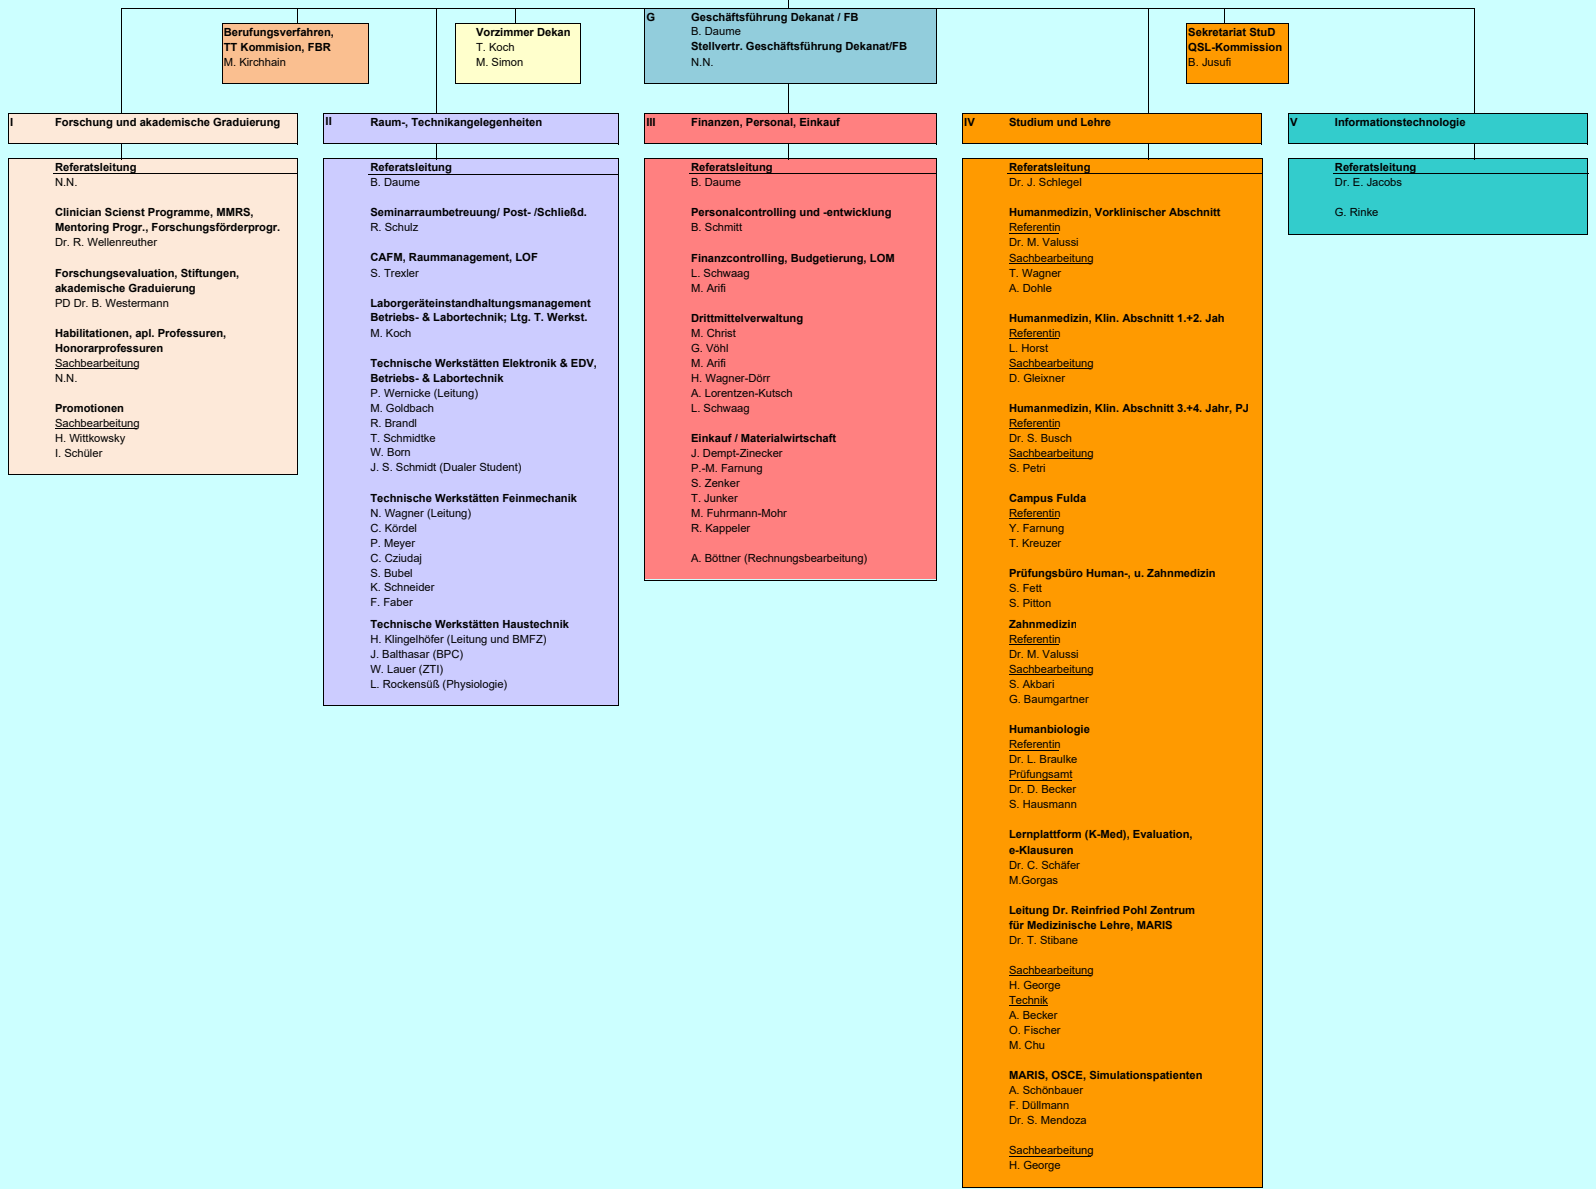 Berufungsverfahren,
TT Kommision, FBR
M. Kirchhain
Vorzimmer Dekan
T. Koch
M. Simon
G Geschäftsführung Dekanat / FB
B. Daume
Stellvertr. Geschäftsführung Dekanat/FB
N.N.
Sekretariat StuD
QSL-Kommission
B. Jusufi
I Forschung und akademische Graduierung
Referatsleitung
N.N.
Clinician Scienst Programme, MMRS,
Mentoring Progr., Forschungsförderprogr.
Dr. R. Wellenreuther
Forschungsevaluation, Stiftungen,
akademische Graduierung
PD Dr. B. Westermann
Habilitationen, apl. Professuren,
Honorarprofessuren
Sachbearbeitung
N.N.
Promotionen
Sachbearbeitung
H. Wittkowsky
I. Schüler
II Raum-, Technikangelegenheiten
Referatsleitung
B. Daume
Seminarraumbetreuung/ Post- /Schließd.
R. Schulz
CAFM, Raummanagement, LOF
S. Trexler
Laborgeräteinstandhaltungsmanagement
Betriebs- & Labortechnik; Ltg. T. Werkst.
M. Koch
Technische Werkstätten Elektronik & EDV,
Betriebs- & Labortechnik
P. Wernicke (Leitung)
M. Goldbach
R. Brandl
T. Schmidtke
W. Born
J. S. Schmidt (Dualer Student)
Technische Werkstätten Feinmechanik
N. Wagner (Leitung)
C. Kördel
P. Meyer
C. Cziudaj
S. Bubel
K. Schneider
F. Faber
Technische Werkstätten Haustechnik
H. Klingelhöfer (Leitung und BMFZ)
J. Balthasar (BPC)
W. Lauer (ZTI)
L. Rockensüß (Physiologie)
III Finanzen, Personal, Einkauf
Referatsleitung
B. Daume
Personalcontrolling und -entwicklung
B. Schmitt
Finanzcontrolling, Budgetierung, LOM
L. Schwaag
M. Arifi
Drittmittelverwaltung
M. Christ
G. Vöhl
M. Arifi
H. Wagner-Dörr
A. Lorentzen-Kutsch
L. Schwaag
Einkauf / Materialwirtschaft
J. Dempt-Zinecker
P.-M. Farnung
S. Zenker
T. Junker
M. Fuhrmann-Mohr
R. Kappeler
A. Böttner (Rechnungsbearbeitung)
IV Studium und Lehre
Referatsleitung
Dr. J. Schlegel
Humanmedizin, Vorklinischer Abschnitt
Referentin
Dr. M. Valussi
Sachbearbeitung
T. Wagner
A. Dohle
Humanmedizin, Klin. Abschnitt 1.+2. Jah
Referentin
L. Horst
Sachbearbeitung
D. Gleixner
Humanmedizin, Klin. Abschnitt 3.+4. Jahr, PJ
Referentin
Dr. S. Busch
Sachbearbeitung
S. Petri
Campus Fulda
Referentin
Y. Farnung
T. Kreuzer
Prüfungsbüro Human-, u. Zahnmedizin
S. Fett
S. Pitton
Zahnmedizin
Referentin
Dr. M. Valussi
Sachbearbeitung
S. Akbari
G. Baumgartner
Humanbiologie
Referentin
Dr. L. Braulke
Prüfungsamt
Dr. D. Becker
S. Hausmann
Lernplattform (K-Med), Evaluation,
e-Klausuren
Dr. C. Schäfer
M.Gorgas
Leitung Dr. Reinfried Pohl Zentrum
für Medizinische Lehre, MARIS
Dr. T. Stibane
Sachbearbeitung
H. George
Technik
A. Becker
O. Fischer
M. Chu
MARIS, OSCE, Simulationspatienten
A. Schönbauer
F. Düllmann
Dr. S. Mendoza
Sachbearbeitung
H. George
V Informationstechnologie
Referatsleitung
Dr. E. Jacobs
G. Rinke